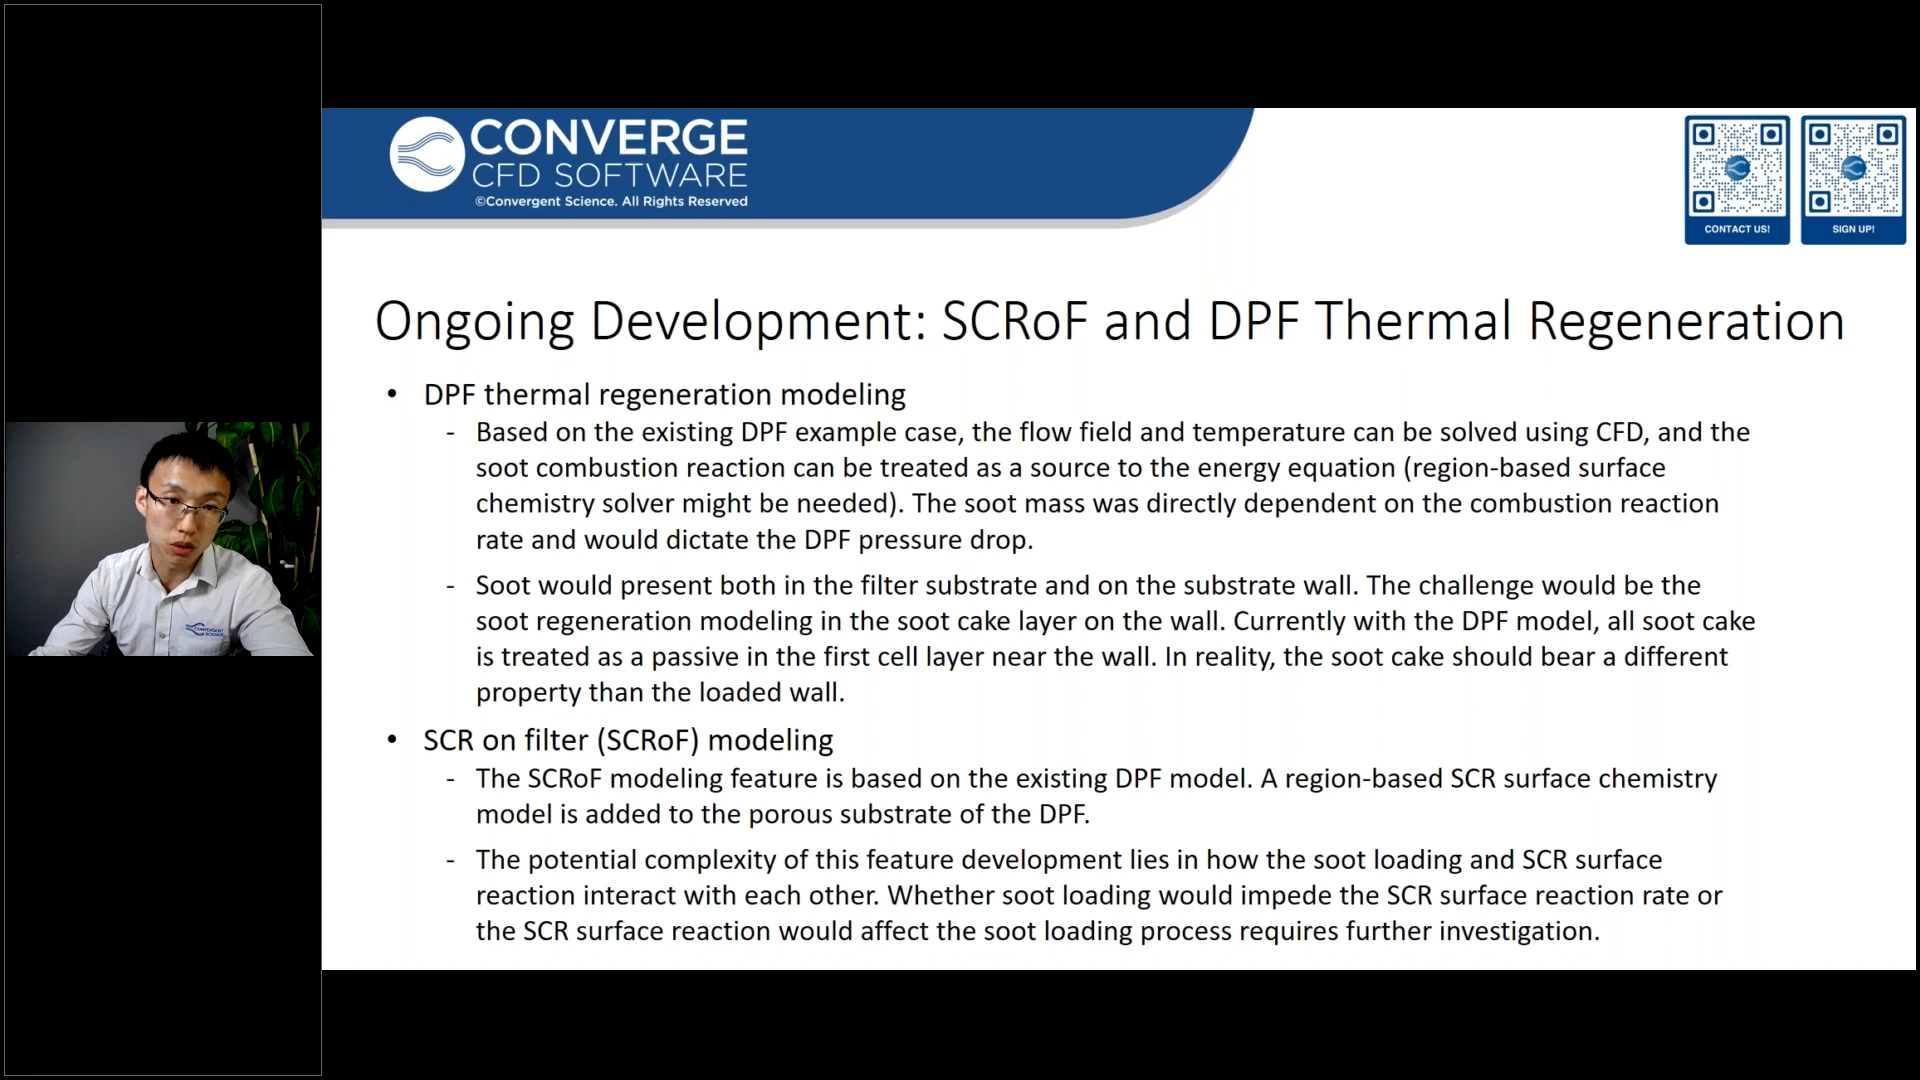 CONVERGE
CFD SOFTWARE
©Convergent Science. All Rights Reserved
CONTACT US!
SIGN UP!
Ongoing Development: SCRoF and DPF Thermal Regeneration
• DPF thermal regeneration modeling
- Based on the existing DPF example case, the flow field and temperature can be solved using CFD, and the
soot combustion reaction can be treated as a source to the energy equation (region-based surface
chemistry solver might be needed). The soot mass was directly dependent on the combustion reaction
rate and would dictate the DPF pressure drop.
- Soot would present both in the filter substrate and on the substrate wall. The challenge would be the
soot regeneration modeling in the soot cake layer on the wall. Currently with the DPF model, all soot cake
is treated as a passive in the first cell layer near the wall. In reality, the soot cake should bear a different
property than the loaded wall.
• SCR on filter (SCRoF) modeling
- The SCRoF modeling feature is based on the existing DPF model. A region-based SCR surface chemistry
model is added to the porous substrate of the DPF.
- The potential complexity of this feature development lies in how the soot loading and SCR surface
reaction interact with each other. Whether soot loading would impede the SCR surface reaction rate or
the SCR surface reaction would affect the soot loading process requires further investigation.
CONVERGENT
SCIENCE